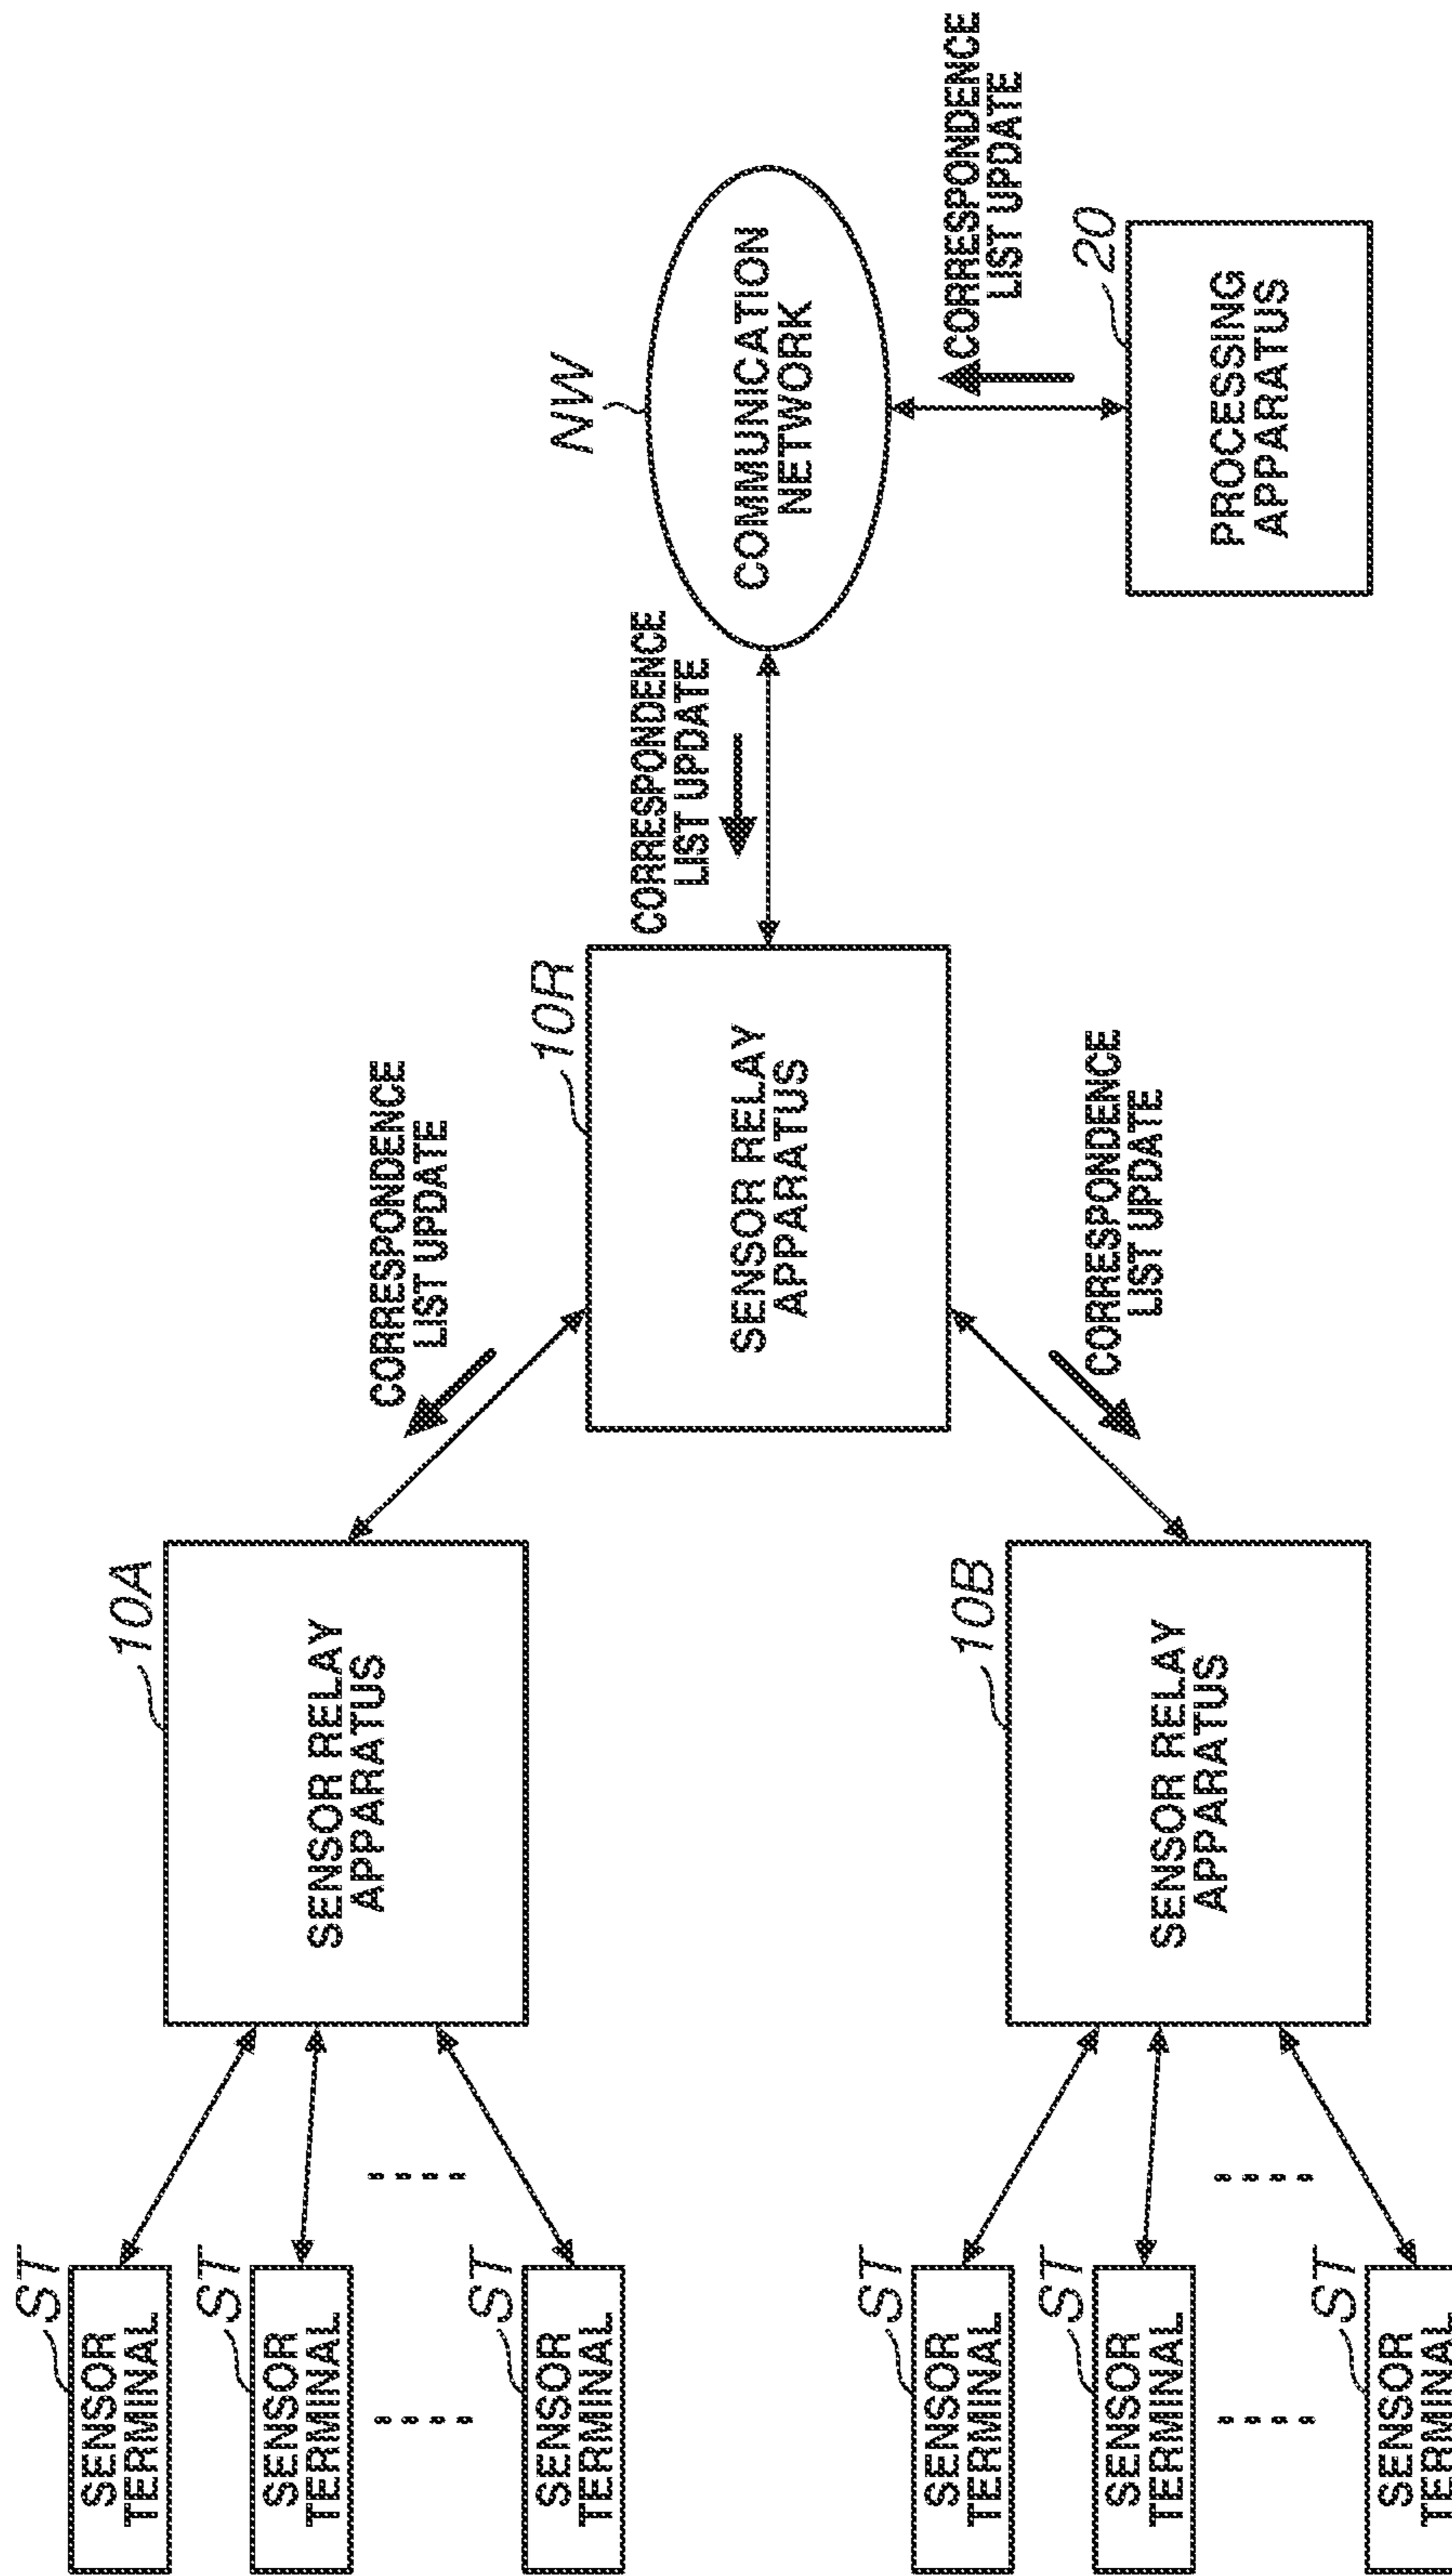 ST
SENSOR
TERMINAL
ST
SENSOR
TERMINAL
ST
SENSOR
TERMINAL
10A
SENSOR RELAY
APPARATUS
CORRESPONDENCE
LIST UPDATE
10R
SENSOR RELAY
APPARATUS
CORRESPONDENCE
LIST UPDATE
NW
COMMUNICATION
NETWORK
ST
SENSOR
TERMINAL
ST
SENSOR
TERMINAL
ST
SENSOR
TERMINAL
10B
SENSOR RELAY
APPARATUS
CORRESPONDENCE
LIST UPDATE
CORRESPONDENCE
LIST UPDATE
20
PROCESSING
APPARATUS